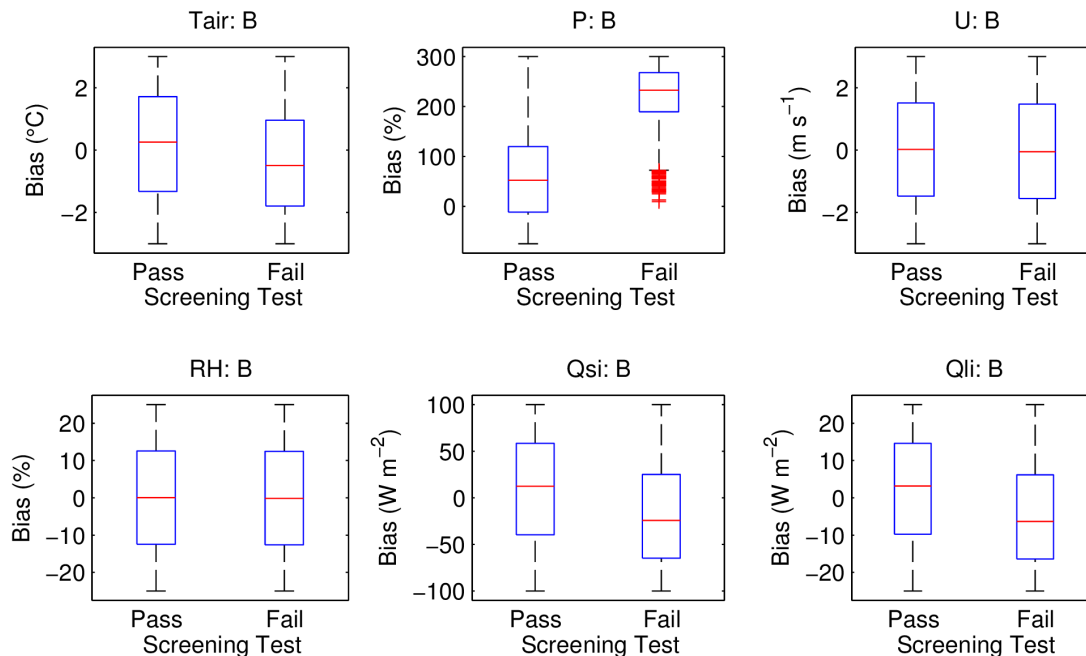 Tair: B
Bias (°C)
2
0
−2
Pass Fail
Screening Test
P: B
Bias (%)
300
200
100
0
Pass Fail
Screening Test
U: B
Bias (m s−1)
2
0
−2
Pass Fail
Screening Test
RH: B
Bias (%)
20
10
0
−10
−20
Pass Fail
Screening Test
Qsi: B
Bias (W m−2)
100
50
0
−50
−100
Pass Fail
Screening Test
Qli: B
Bias (W m−2)
20
10
0
−10
−20
Pass Fail
Screening Test